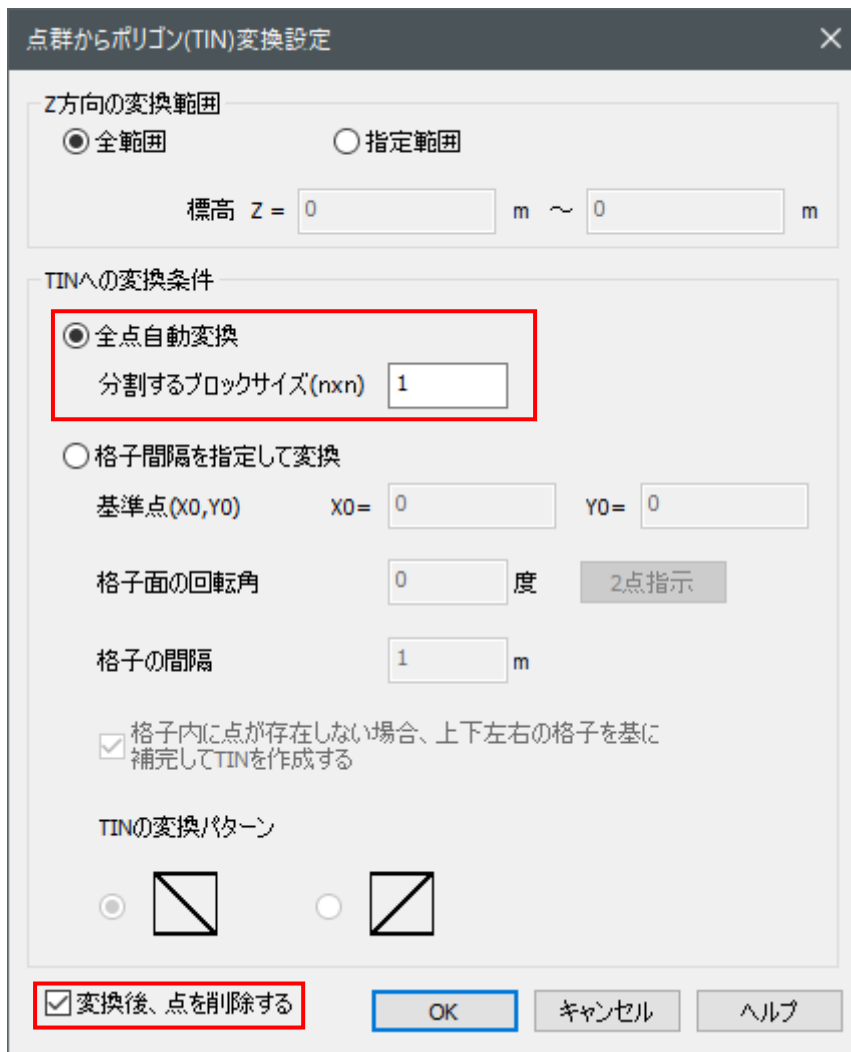 点群からポリゴン(TIN)変換設定
Z方向の変換範囲
全範囲 指定範囲
標高 Z = 0 m ～ 0 m
TINへの変換条件
全点自動変換
分割するブロックサイズ(nxn) 1
格子間隔を指定して変換
基準点(X0,Y0) X0= 0 Y0= 0
格子面の回転角 0 度 2点指示
格子の間隔 1 m
格子内に点が存在しない場合、上下左右の格子を基に
補完してTINを作成する
TINの変換パターン
変換後、点を削除する OK キャンセル ヘルプ